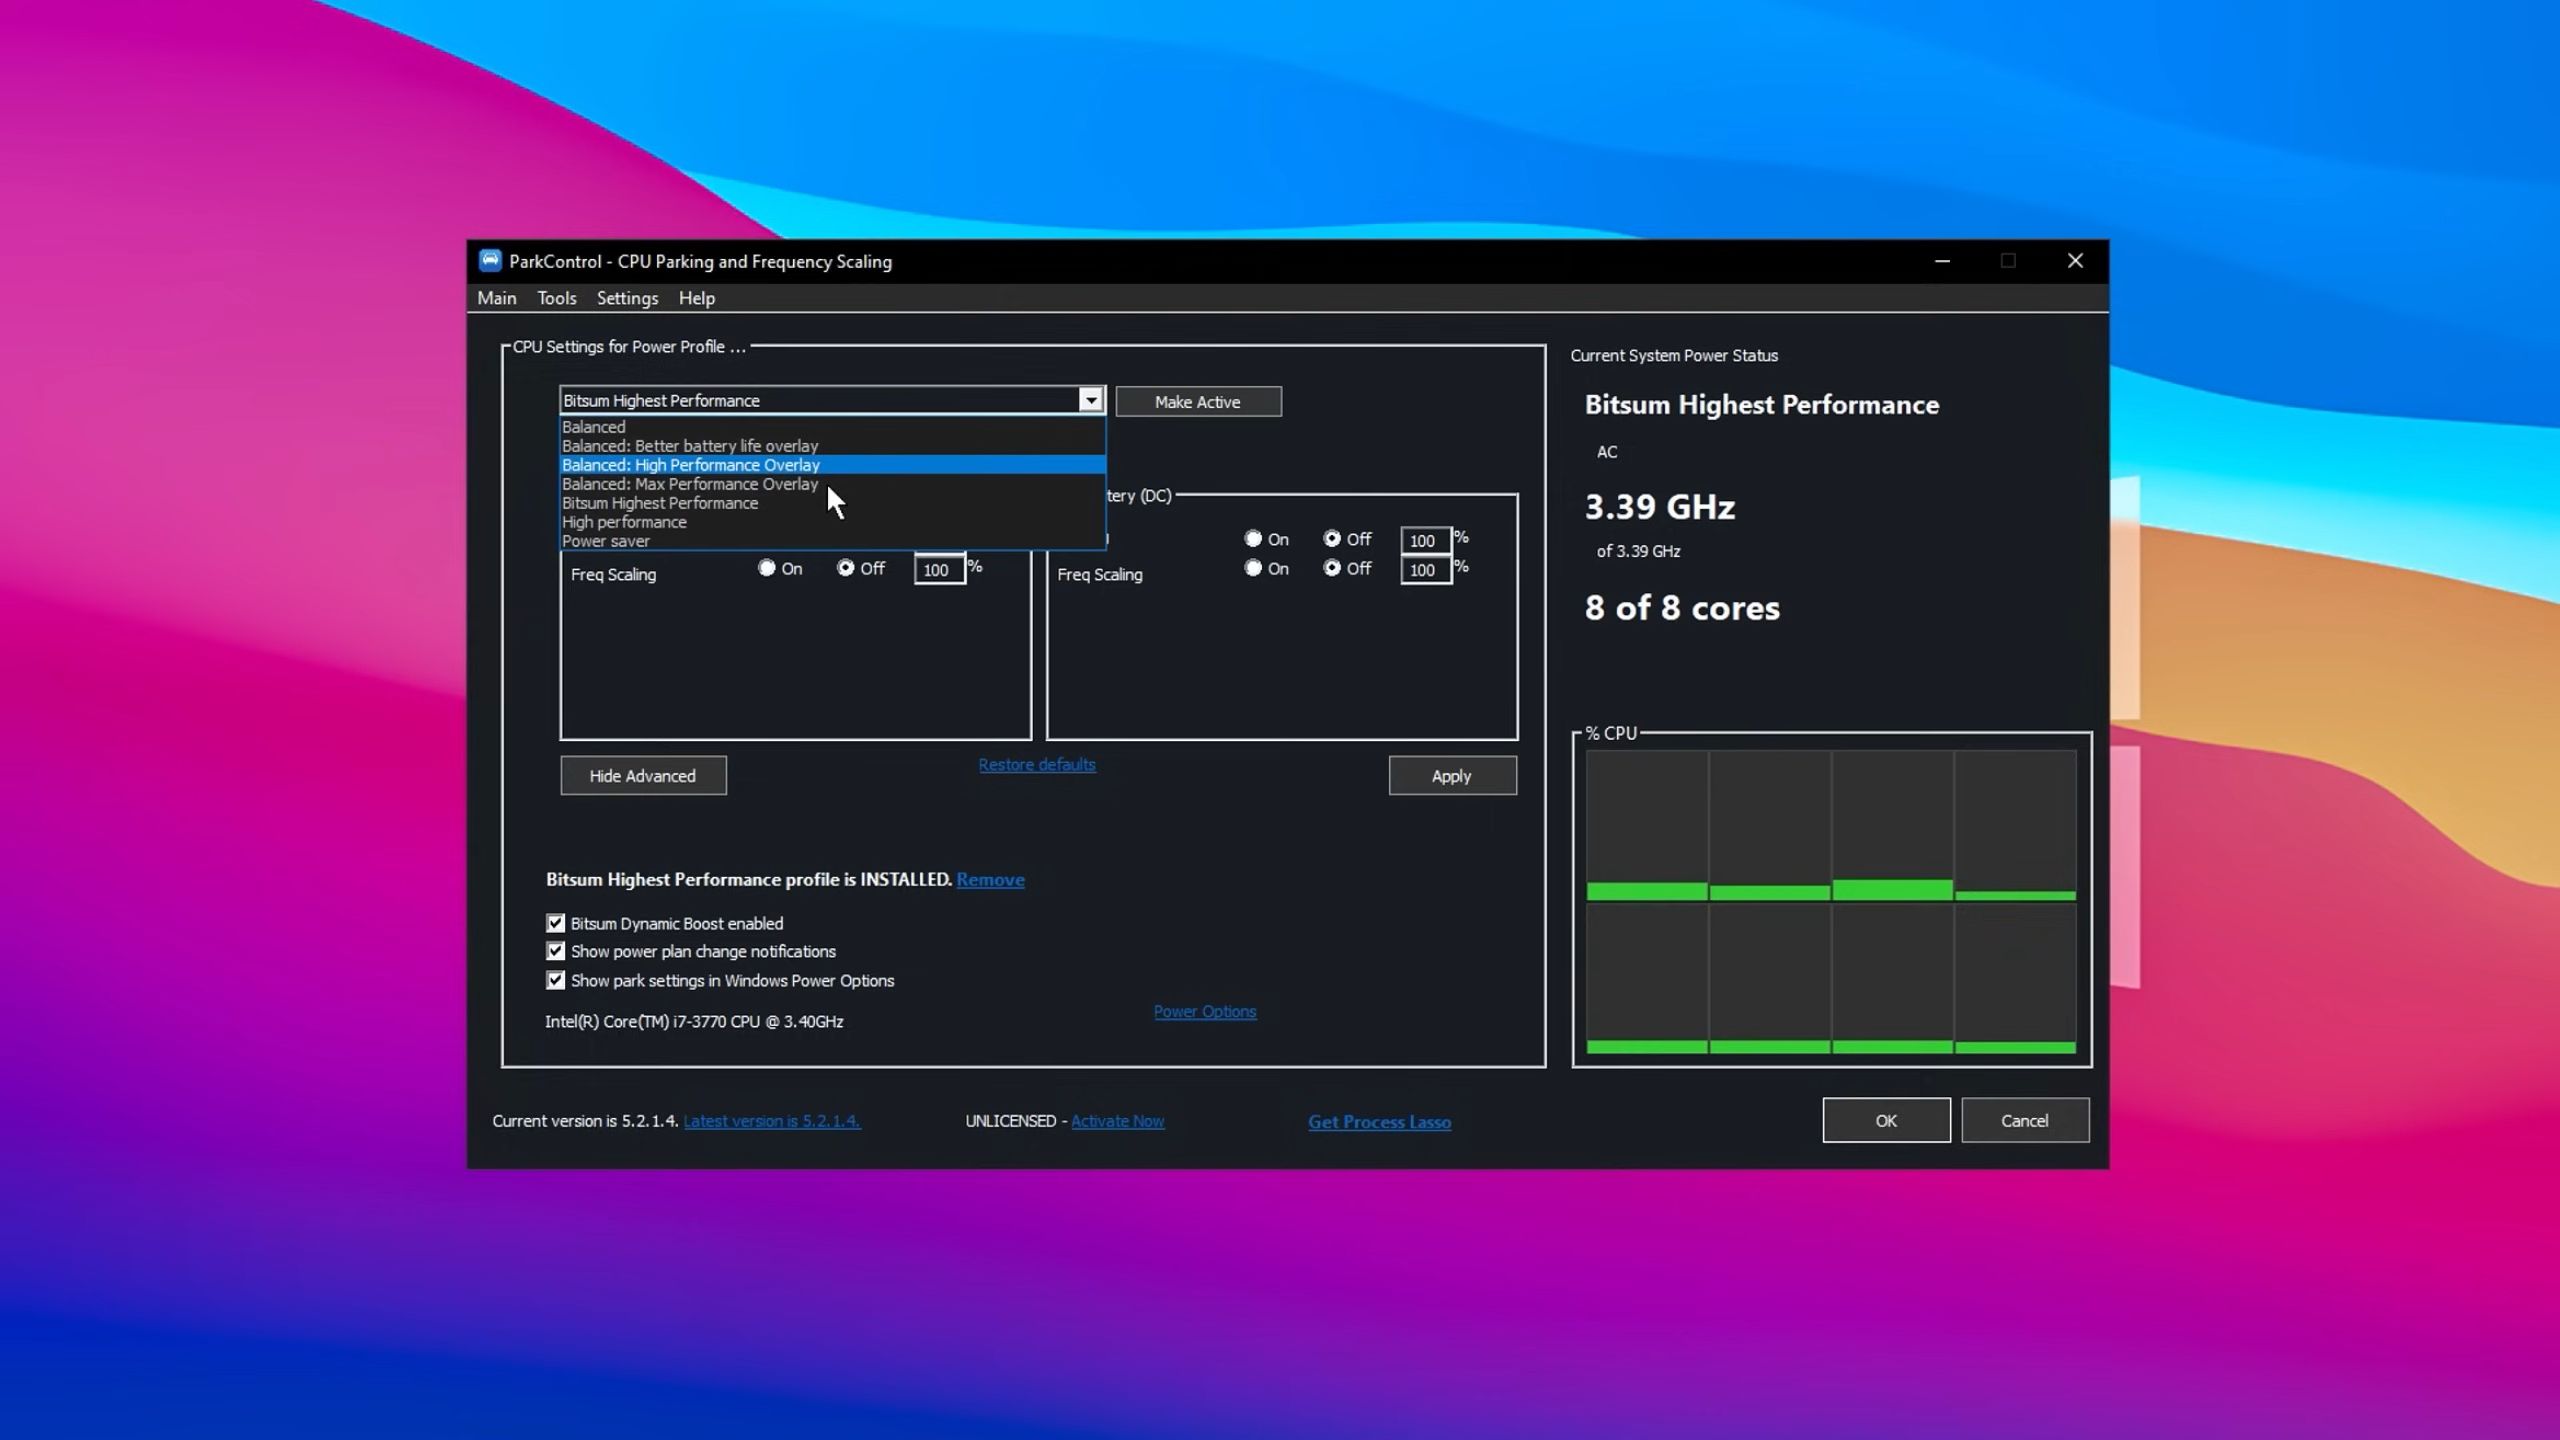 ParkControl - CPU Parking and Frequency Scaling
Main Tools Settings Help
CPU Settings for Power Profile ...
Bitsum Highest Performance
Make Active
Balanced
Balanced: Better battery life overlay
Balanced: High Performance Overlay
Balanced: Max Performance Overlay
Bitsum Highest Performance
High performance
Power saver
tery (DC)
On Off 100 %
Freq Scaling On Off 100 %
Freq Scaling On Off 100 %
Hide Advanced
Restore defaults
Apply
Bitsum Highest Performance profile is INSTALLED. Remove
Bitsum Dynamic Boost enabled
Show power plan change notifications
Show park settings in Windows Power Options
Power Options
Intel(R) Core(TM) i7-3770 CPU @ 3.40GHz
Current System Power Status
Bitsum Highest Performance
AC
3.39 GHz
of 3.39 GHz
8 of 8 cores
% CPU
Current version is 5.2.1.4. Latest version is 5.2.1.4.
UNLICENSED - Activate Now
Get Process Lasso
OK
Cancel